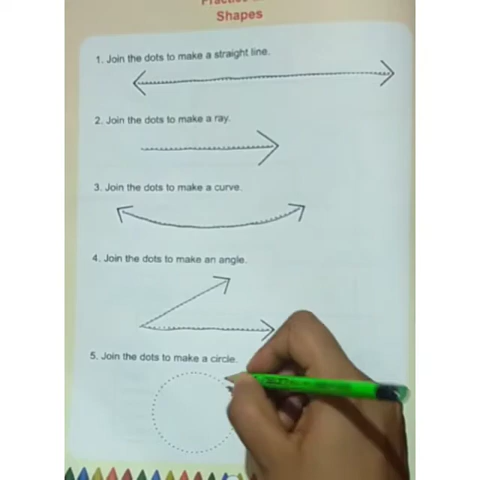 Shapes
1. Join the dots to make a straight line.
2. Join the dots to make a ray.
3. Join the dots to make a curve.
4. Join the dots to make an angle.
5. Join the dots to make a circle.